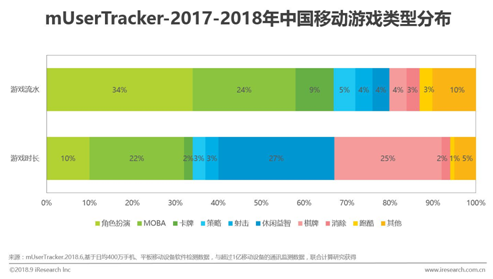 mUserTracker-2017-2018年中国移动游戏类型分布
游戏流水
34% 24% 9% 5% 4% 4% 4% 3% 3% 10%
游戏时长
10% 22% 2% 3% 3% 27% 25% 2% 1% 5%
0% 10% 20% 30% 40% 50% 60% 70% 80% 90% 100%
角色扮演 MOBA 卡牌 策略 射击 休闲益智 棋牌 消除 跑酷 其他
来源：mUserTracker.2018.6,基于日均400万手机、平板移动设备软件检测数据，与超过1亿移动设备的通讯监测数据，联合计算研究获得
©2018.9 iResearch Inc